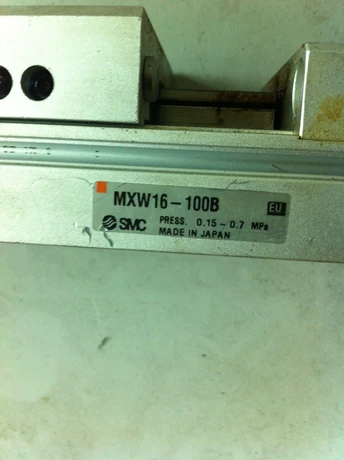 MXW16-100B EU
SMC PRESS. 0.15-0.7 MPa
MADE IN JAPAN